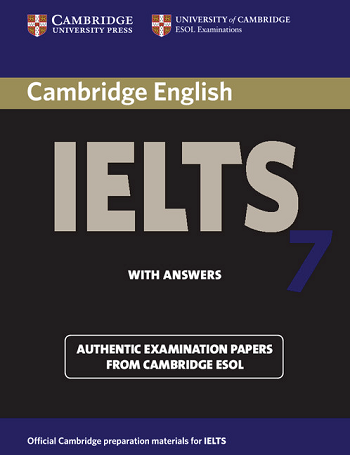 CAMBRIDGE
UNIVERSITY PRESS
UNIVERSITY of CAMBRIDGE
ESOL Examinations
Cambridge English
IELTS
7
WITH ANSWERS
AUTHENTIC EXAMINATION PAPERS
FROM CAMBRIDGE ESOL
Official Cambridge preparation materials for IELTS